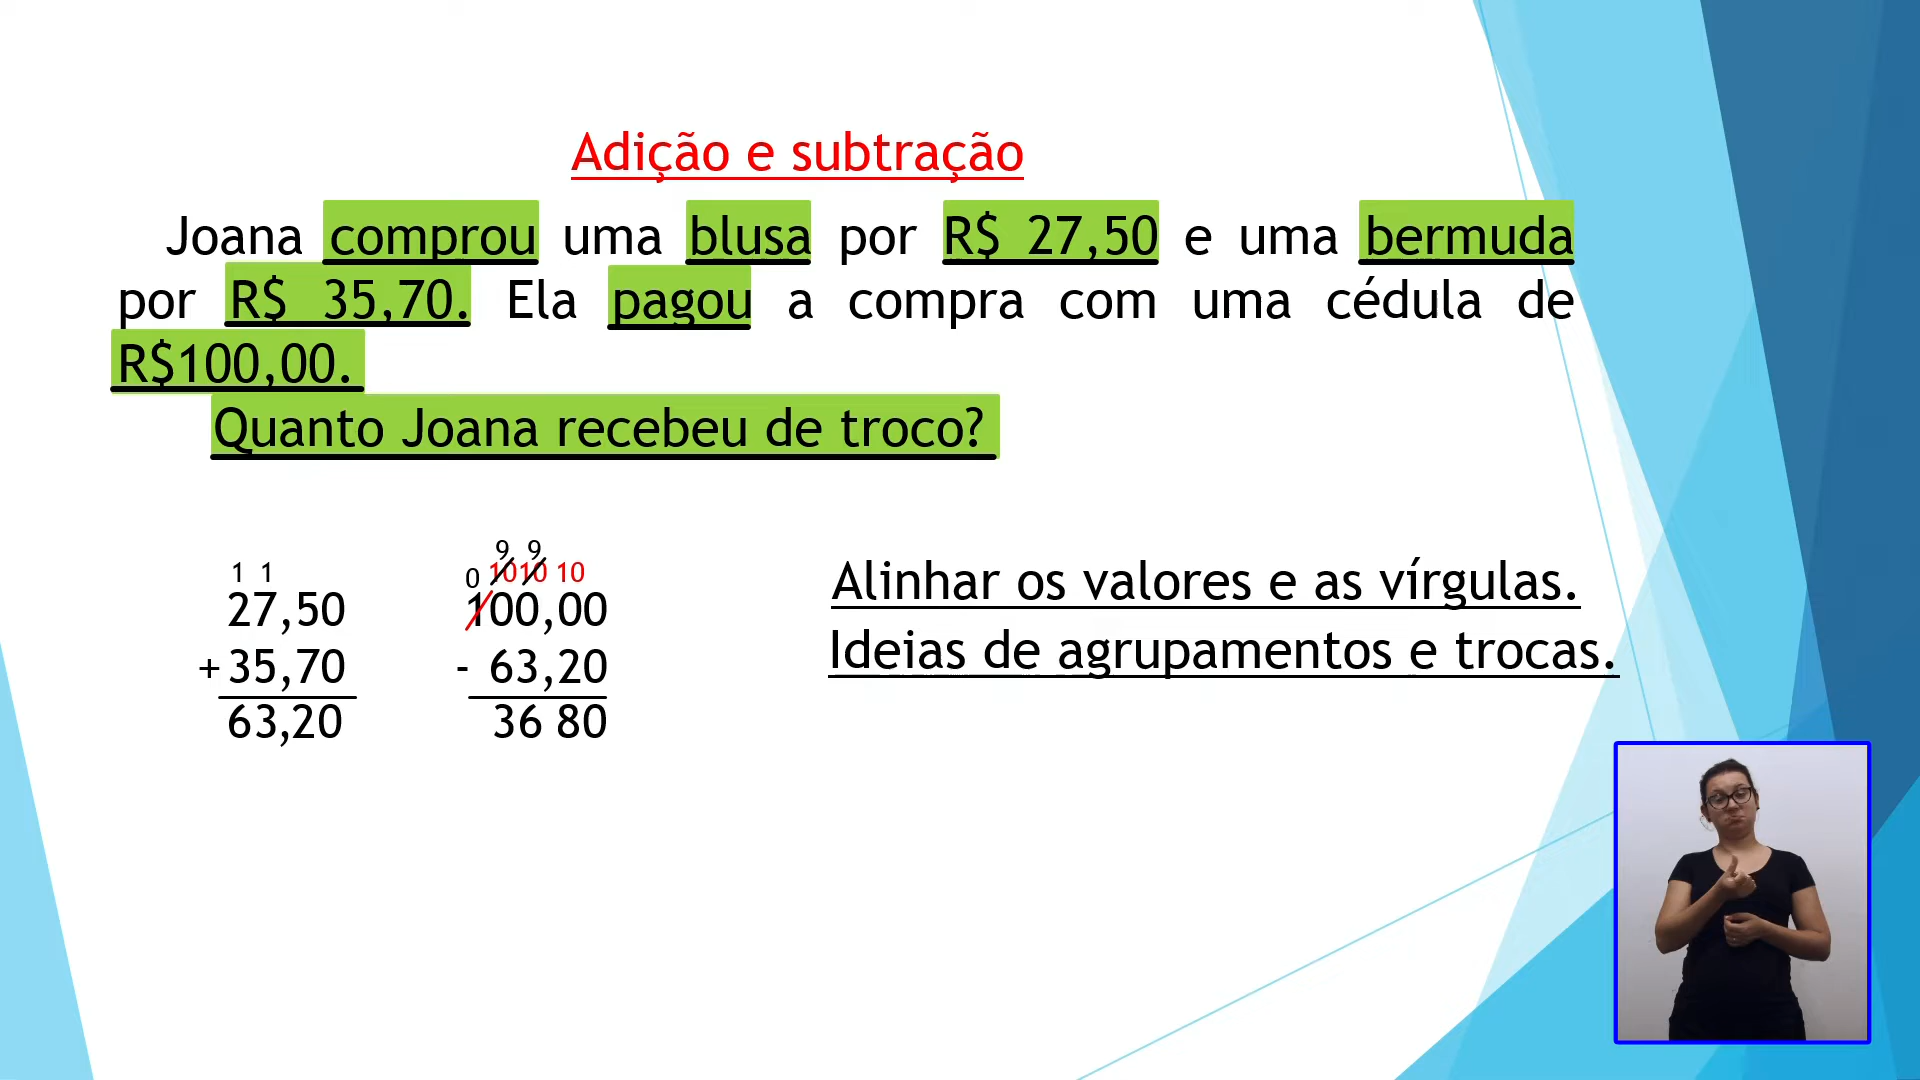 Adição e subtração
Joana comprou uma blusa por R$ 27,50 e uma bermuda
por R$ 35,70. Ela pagou a compra com uma cédula de
R$100,00.
Quanto Joana recebeu de troco?
1 1
27,50
+35,70
63,20
9 9
0 10 10 10
100,00
- 63,20
36 80
Alinhar os valores e as vírgulas.
Ideias de agrupamentos e trocas.